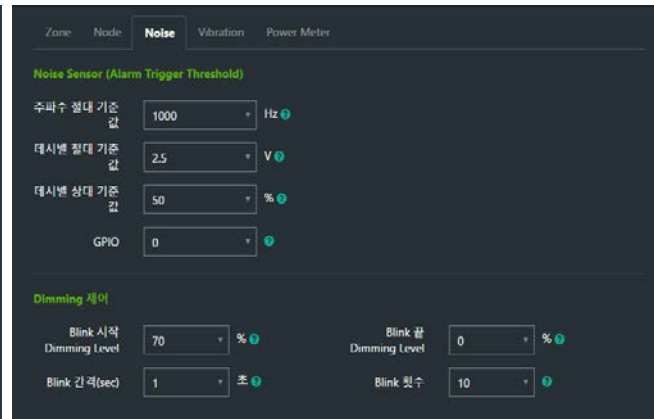 Zone Node Noise Vibration Power Meter
Noise Sensor (Alarm Trigger Threshold)
주파수 절대 기준
값
1000 Hz
데시벨 절대 기준
값
2.5 V
데시벨 상대 기준
값
50 %
GPIO 0
Dimming 제어
Blink 시작
Dimming Level
70 %
Blink 끝
Dimming Level
0 %
Blink 간격(sec) 1 초
Blink 횟수 10